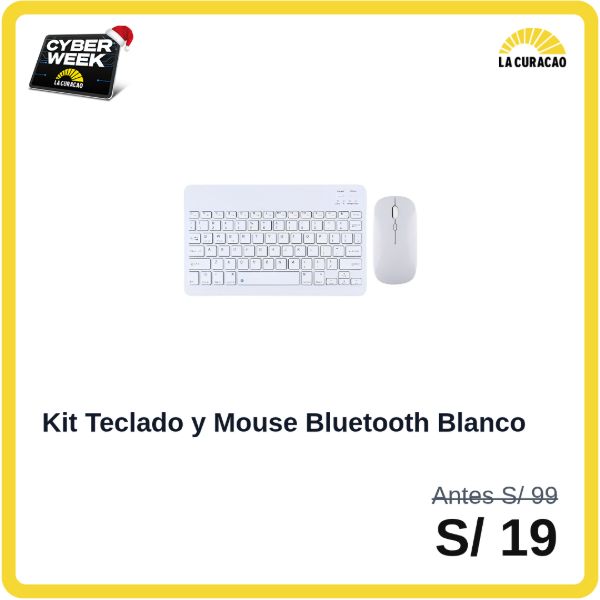 CYBER
WEEK
LA CURACAO
LA CURACAO
Kit Teclado y Mouse Bluetooth Blanco
Antes S/ 99
S/ 19